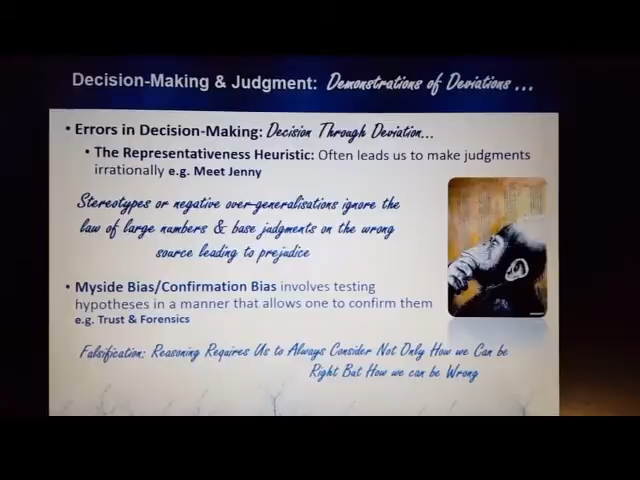 Decision-Making & Judgment: Demonstrations of Deviations ...
• Errors in Decision-Making: Decision Through Deviation...
• The Representativeness Heuristic: Often leads us to make judgments
irrationally e.g. Meet Jenny
Stereotypes or negative over-generalisations ignore the
law of large numbers & base judgments on the wrong
source leading to prejudice
• Myside Bias/Confirmation Bias involves testing
hypotheses in a manner that allows one to confirm them
e.g. Trust & Forensics
Falsification: Reasoning Requires Us to Always Consider Not Only How we Can be
Right But How we can be Wrong